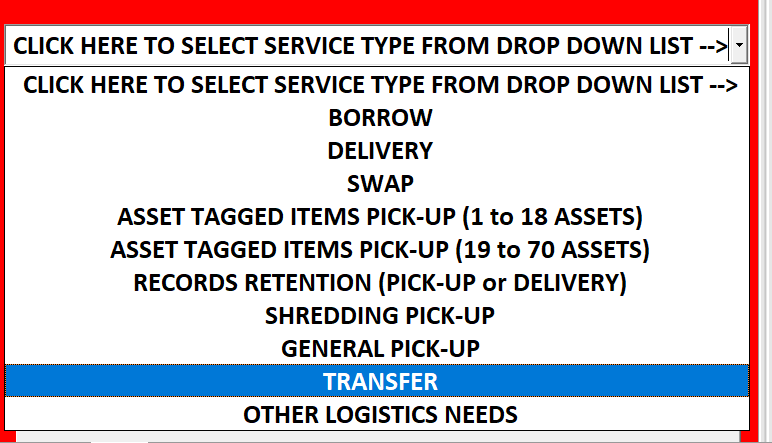 CLICK HERE TO SELECT SERVICE TYPE FROM DROP DOWN LIST -->
CLICK HERE TO SELECT SERVICE TYPE FROM DROP DOWN LIST -->
BORROW
DELIVERY
SWAP
ASSET TAGGED ITEMS PICK-UP (1 to 18 ASSETS)
ASSET TAGGED ITEMS PICK-UP (19 to 70 ASSETS)
RECORDS RETENTION (PICK-UP or DELIVERY)
SHREDDING PICK-UP
GENERAL PICK-UP
TRANSFER
OTHER LOGISTICS NEEDS